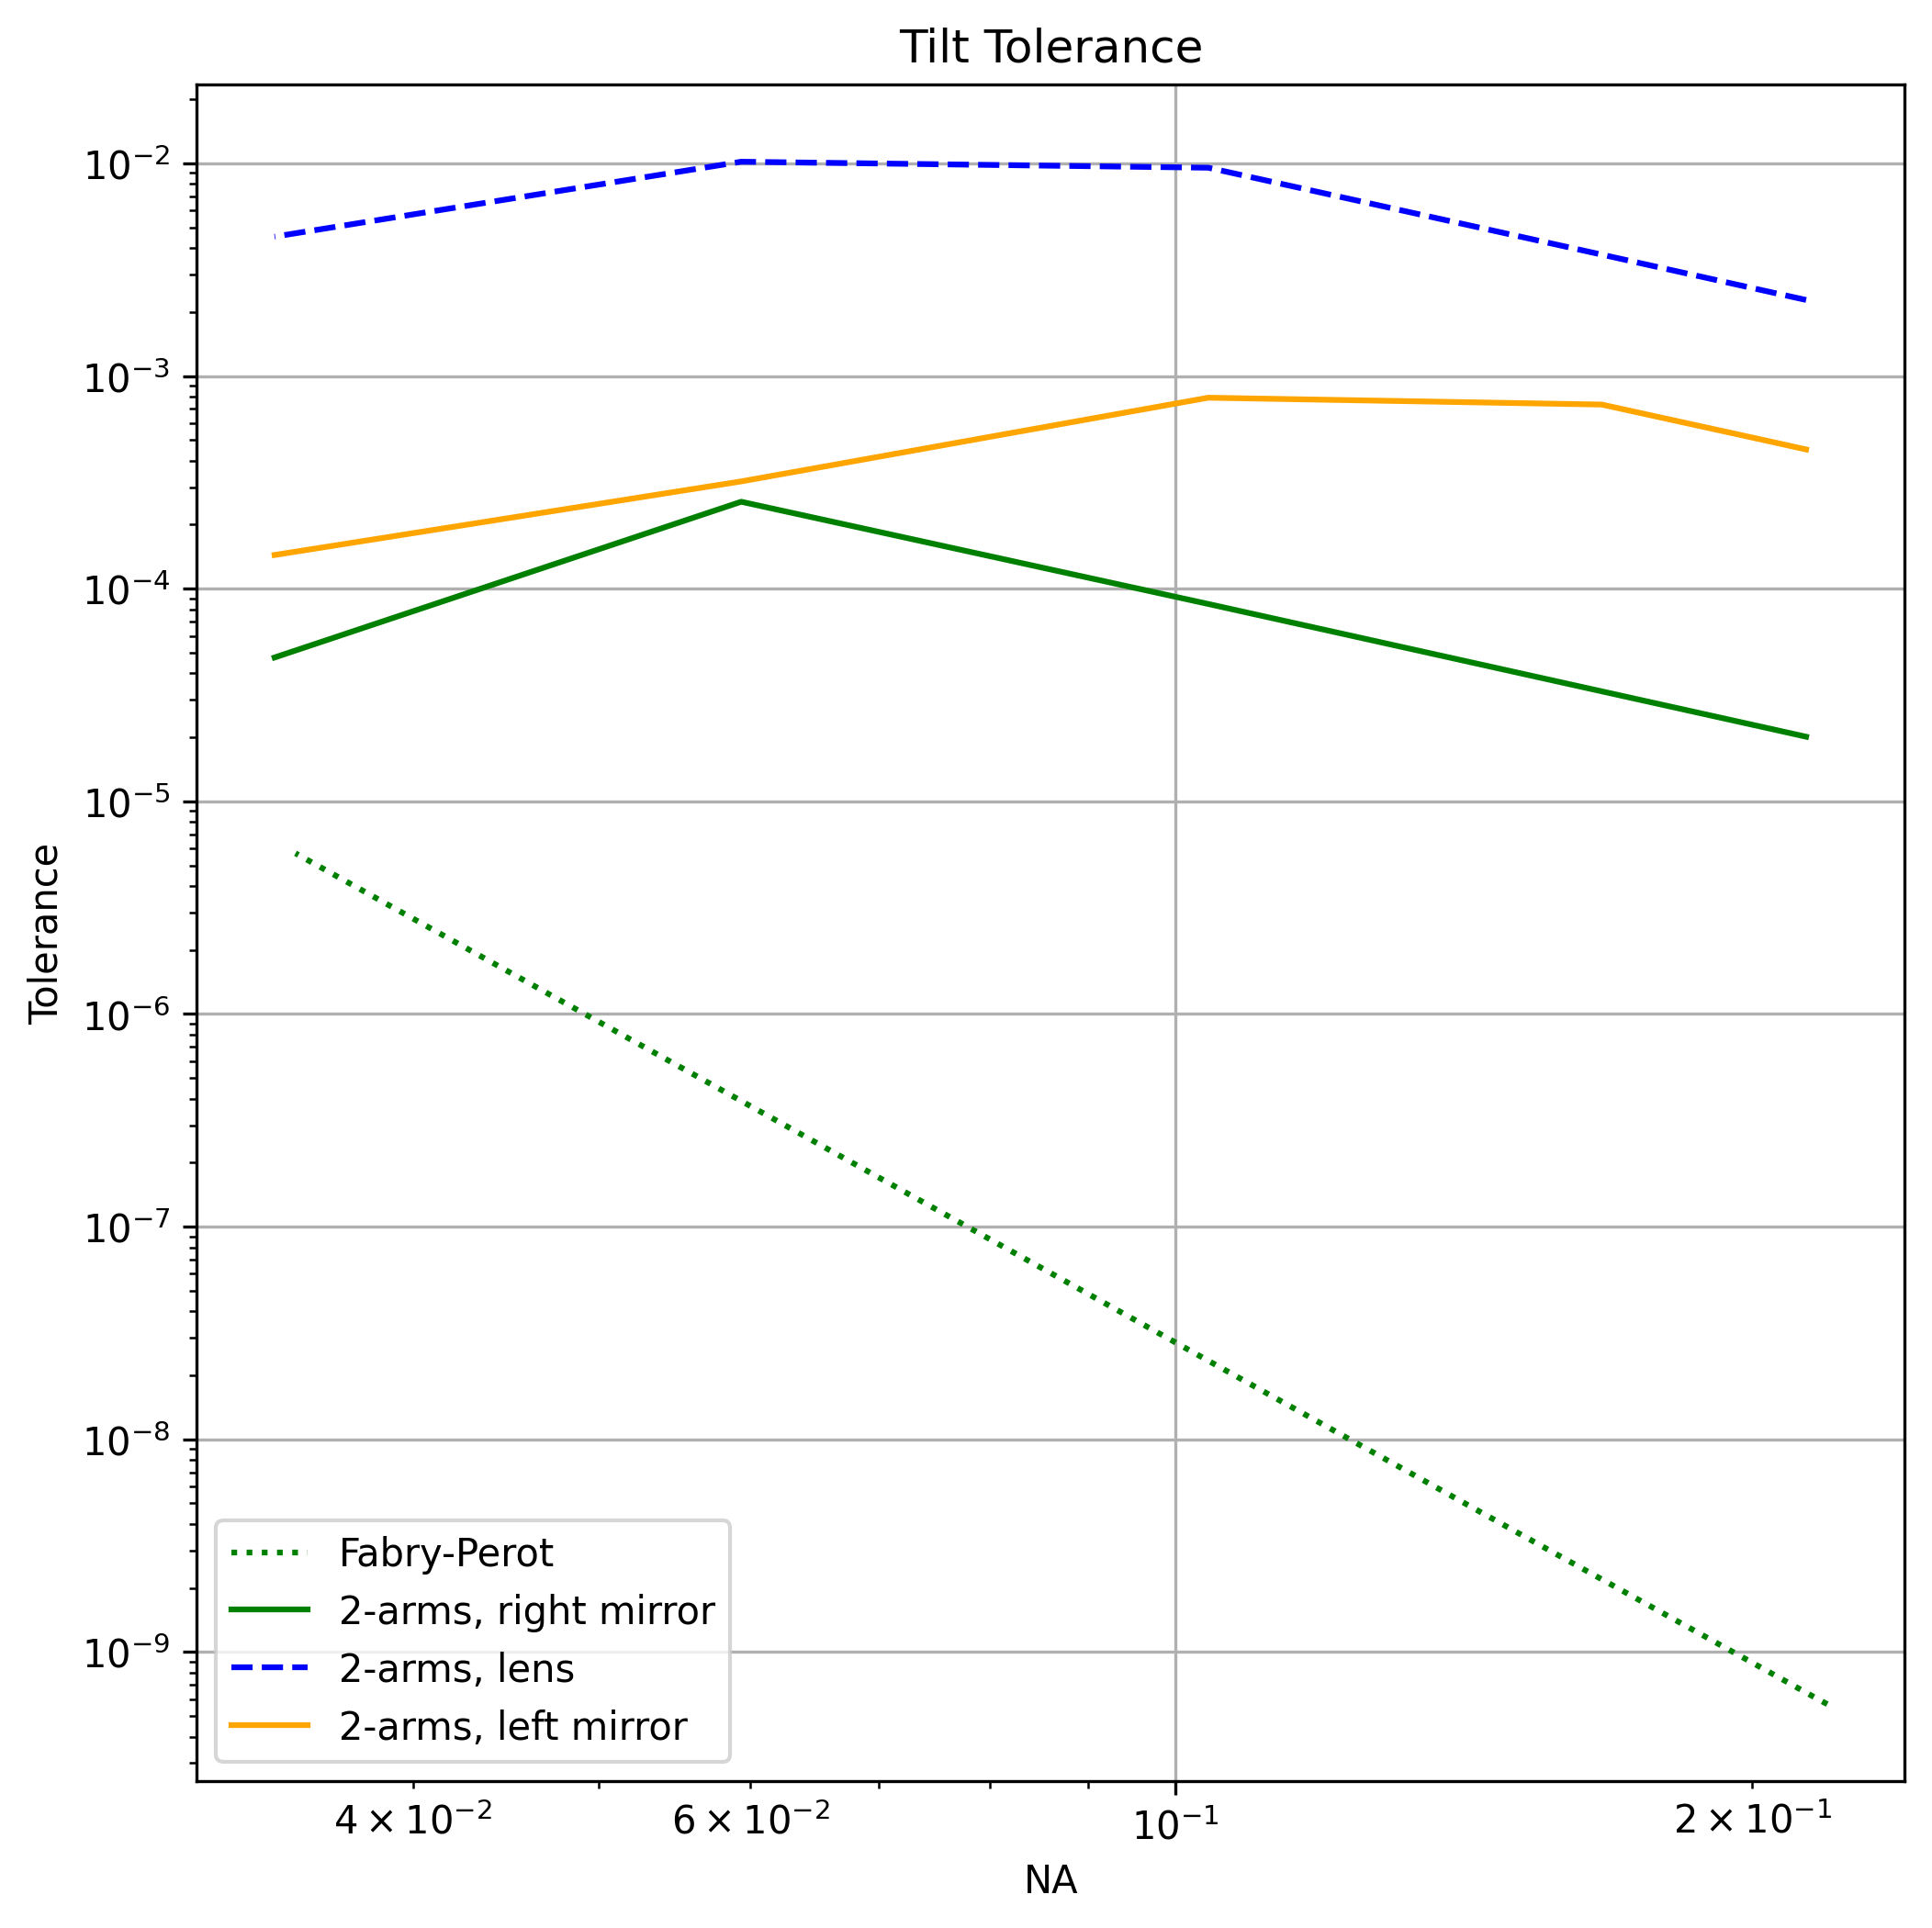 Tilt Tolerance
10⁻²
10⁻³
10⁻⁴
10⁻⁵
10⁻⁶
10⁻⁷
10⁻⁸
10⁻⁹
Tolerance
Fabry-Perot
2-arms, right mirror
2-arms, lens
2-arms, left mirror
4 × 10⁻² 6 × 10⁻² 10⁻¹ 2 × 10⁻¹
NA